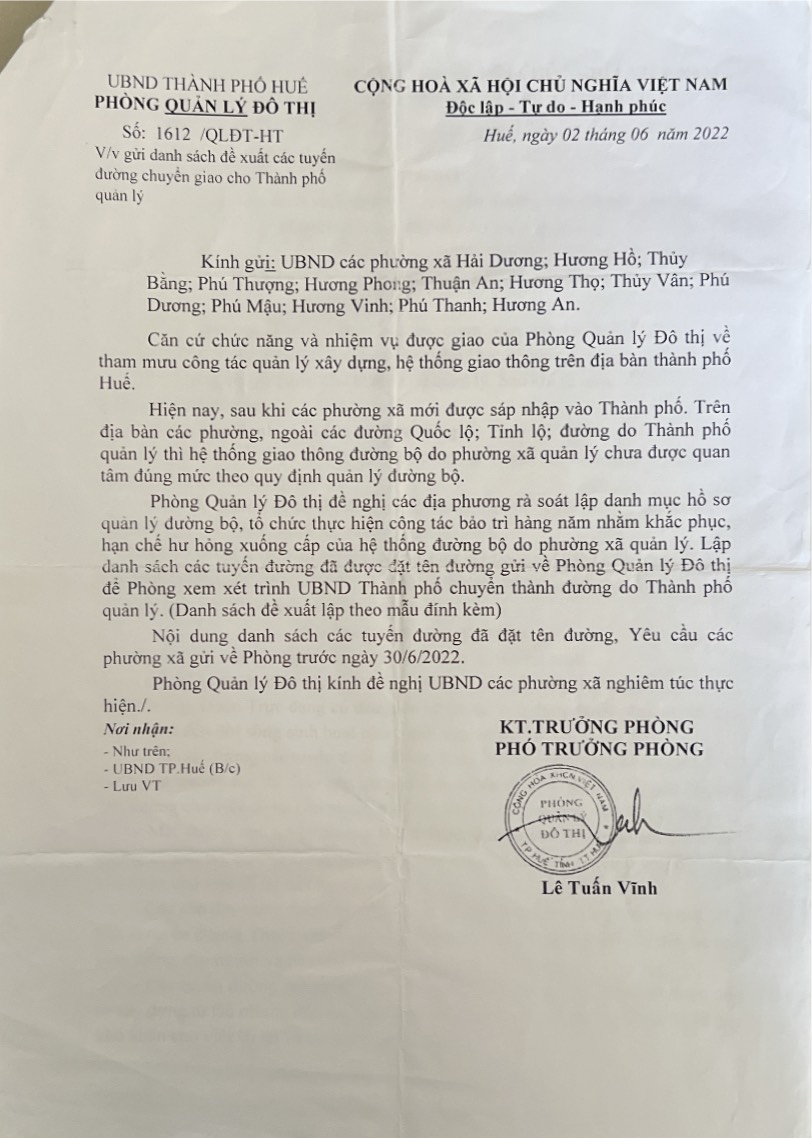 UBND THÀNH PHỐ HUẾ
PHÒNG QUẢN LÝ ĐÔ THỊ
Số: 1612 /QLĐT-HT
V/v gửi danh sách đề xuất các tuyến
đường chuyển giao cho Thành phố
quản lý
CỘNG HOÀ XÃ HỘI CHỦ NGHĨA VIỆT NAM
Độc lập - Tự do - Hạnh phúc
Huế, ngày 02 tháng 06 năm 2022
Kính gửi: UBND các phường xã Hải Dương; Hương Hồ; Thủy
Bằng; Phú Thượng; Hương Phong; Thuận An; Hương Thọ; Thủy Vân; Phú
Dương; Phú Mậu; Hương Vinh; Phú Thanh; Hương An.
Căn cứ chức năng và nhiệm vụ được giao của Phòng Quản lý Đô thị về
tham mưu công tác quản lý xây dựng, hệ thống giao thông trên địa bàn thành phố
Huế.
Hiện nay, sau khi các phường xã mới được sáp nhập vào Thành phố. Trên
địa bàn các phường, ngoài các đường Quốc lộ; Tỉnh lộ; đường do Thành phố
quản lý thì hệ thống giao thông đường bộ do phường xã quản lý chưa được quan
tâm đúng mức theo quy định quản lý đường bộ.
Phòng Quản lý Đô thị đề nghị các địa phương rà soát lập danh mục hồ sơ
quản lý đường bộ, tổ chức thực hiện công tác bảo trì hàng năm nhằm khắc phục,
hạn chế hư hỏng xuống cấp của hệ thống đường bộ do phường xã quản lý. Lập
danh sách các tuyến đường đã được đặt tên đường gửi về Phòng Quản lý Đô thị
để Phòng xem xét trình UBND Thành phố chuyển thành đường do Thành phố
quản lý. (Danh sách đề xuất lập theo mẫu đính kèm)
Nội dung danh sách các tuyến đường đã đặt tên đường, Yêu cầu các
phường xã gửi về Phòng trước ngày 30/6/2022.
Phòng Quản lý Đô thị kính đề nghị UBND các phường xã nghiêm túc thực
hiện./.
Nơi nhận:
- Như trên;
- UBND TP.Huế (B/c)
- Lưu VT
KT.TRƯỞNG PHÒNG
PHÓ TRƯỞNG PHÒNG
CỘNG HÒA XHCN VIỆT NAM
PHÒNG
QUẢN LÝ
ĐÔ THỊ
TP HUẾ TỈNH TT HUẾ
Lê Tuấn Vĩnh